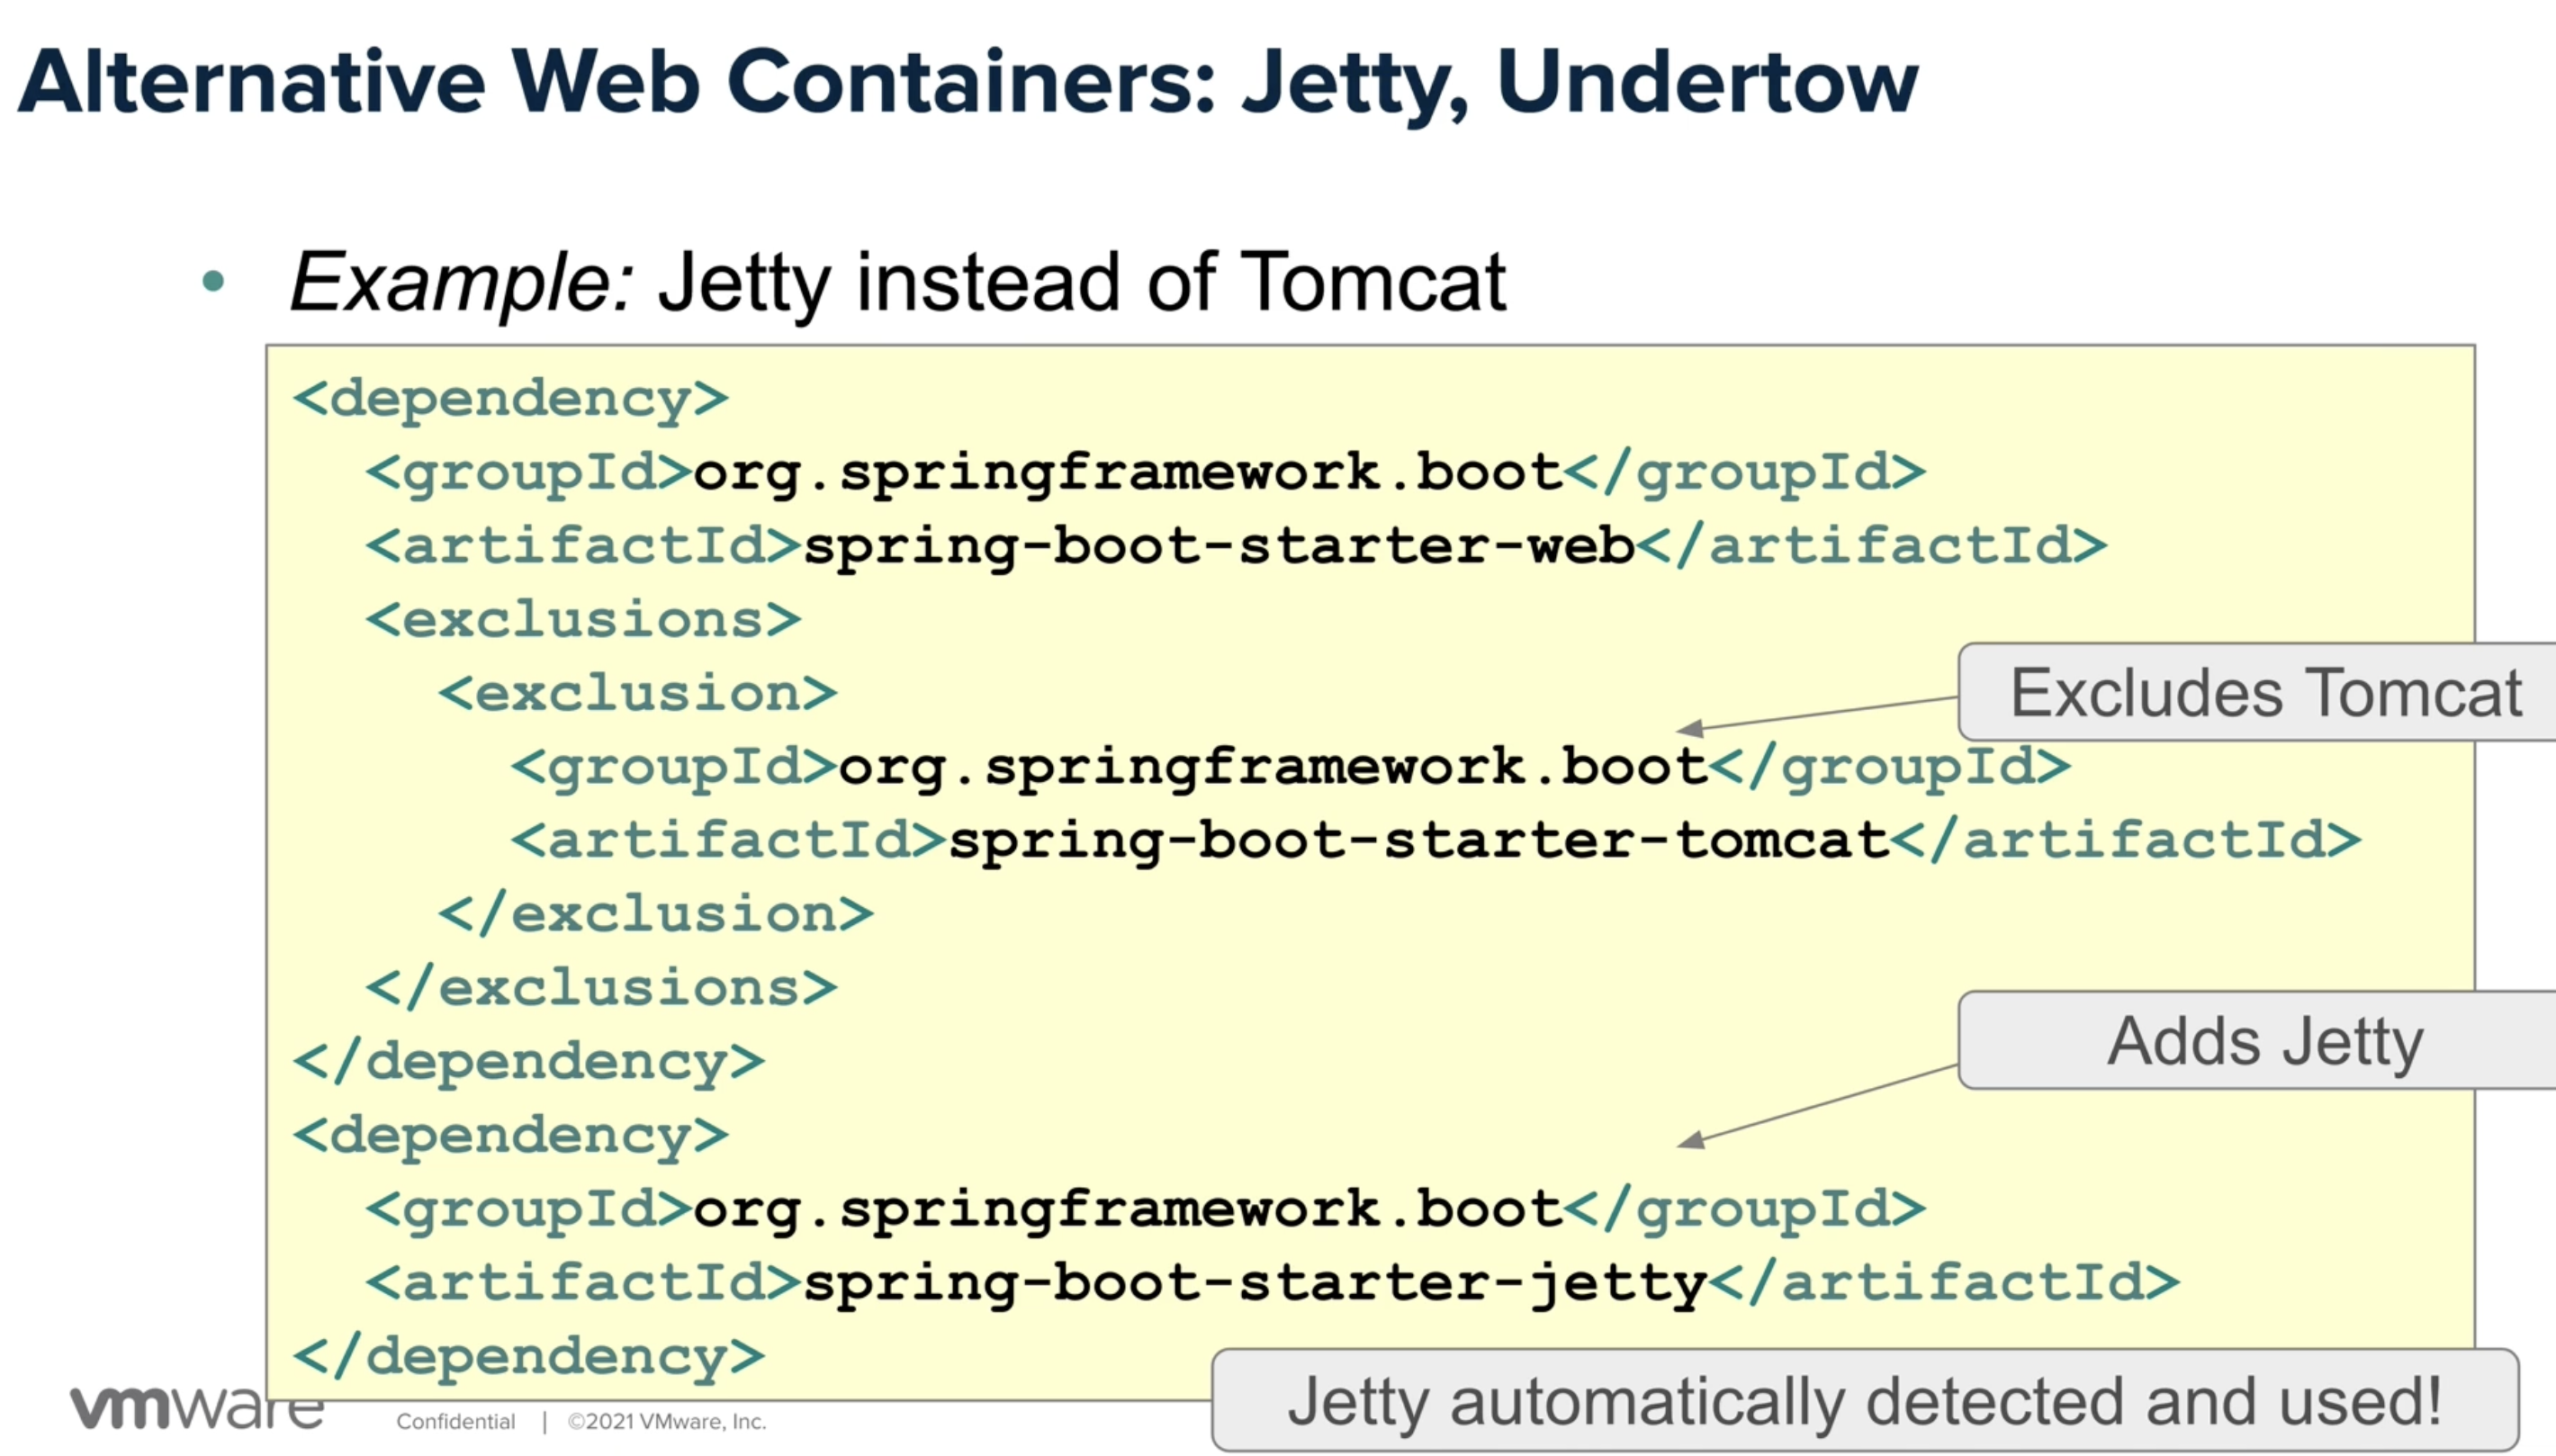 Alternative Web Containers: Jetty, Undertow
• Example: Jetty instead of Tomcat
<dependency>
<groupId>org.springframework.boot</groupId>
<artifactId>spring-boot-starter-web</artifactId>
<exclusions>
<exclusion>
Excludes Tomcat
<groupId>org.springframework.boot</groupId>
<artifactId>spring-boot-starter-tomcat</artifactId>
</exclusion>
</exclusions>
</dependency>
Adds Jetty
<dependency>
<groupId>org.springframework.boot</groupId>
<artifactId>spring-boot-starter-jetty</artifactId>
</dependency>
Jetty automatically detected and used!
vmware Confidential | ©2021 VMware, Inc.